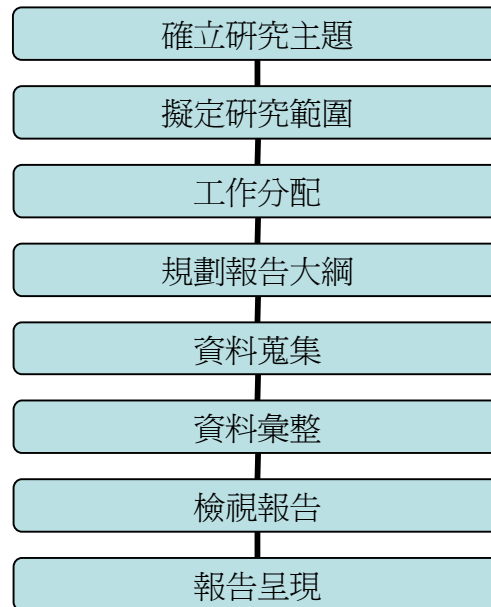 確立研究主題
擬定研究範圍
工作分配
規劃報告大綱
資料蒐集
資料彙整
檢視報告
報告呈現